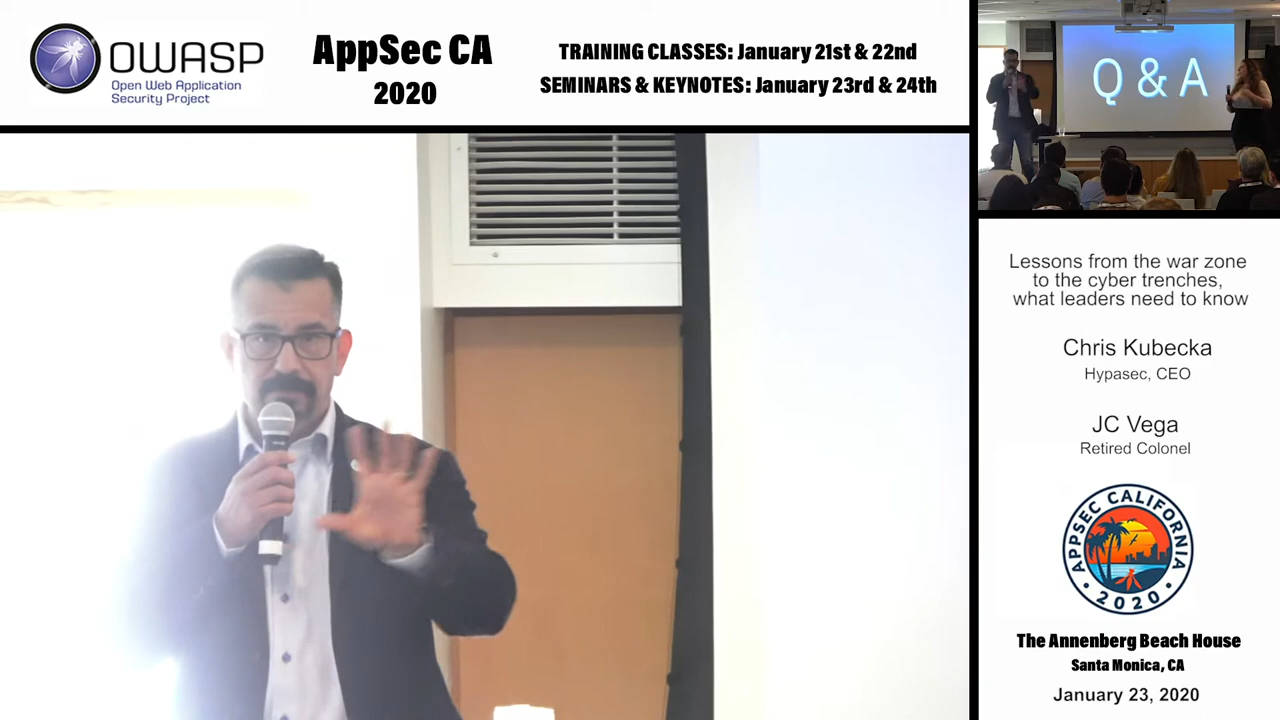 OWASP
Open Web Application
Security Project
AppSec CA
2020
TRAINING CLASSES: January 21st & 22nd
SEMINARS & KEYNOTES: January 23rd & 24th
Q & A
Lessons from the war zone
to the cyber trenches,
what leaders need to know
Chris Kubecka
Hypasec, CEO
JC Vega
Retired Colonel
APPSEC CALIFORNIA
• 2020 •
The Annenberg Beach House
Santa Monica, CA
January 23, 2020